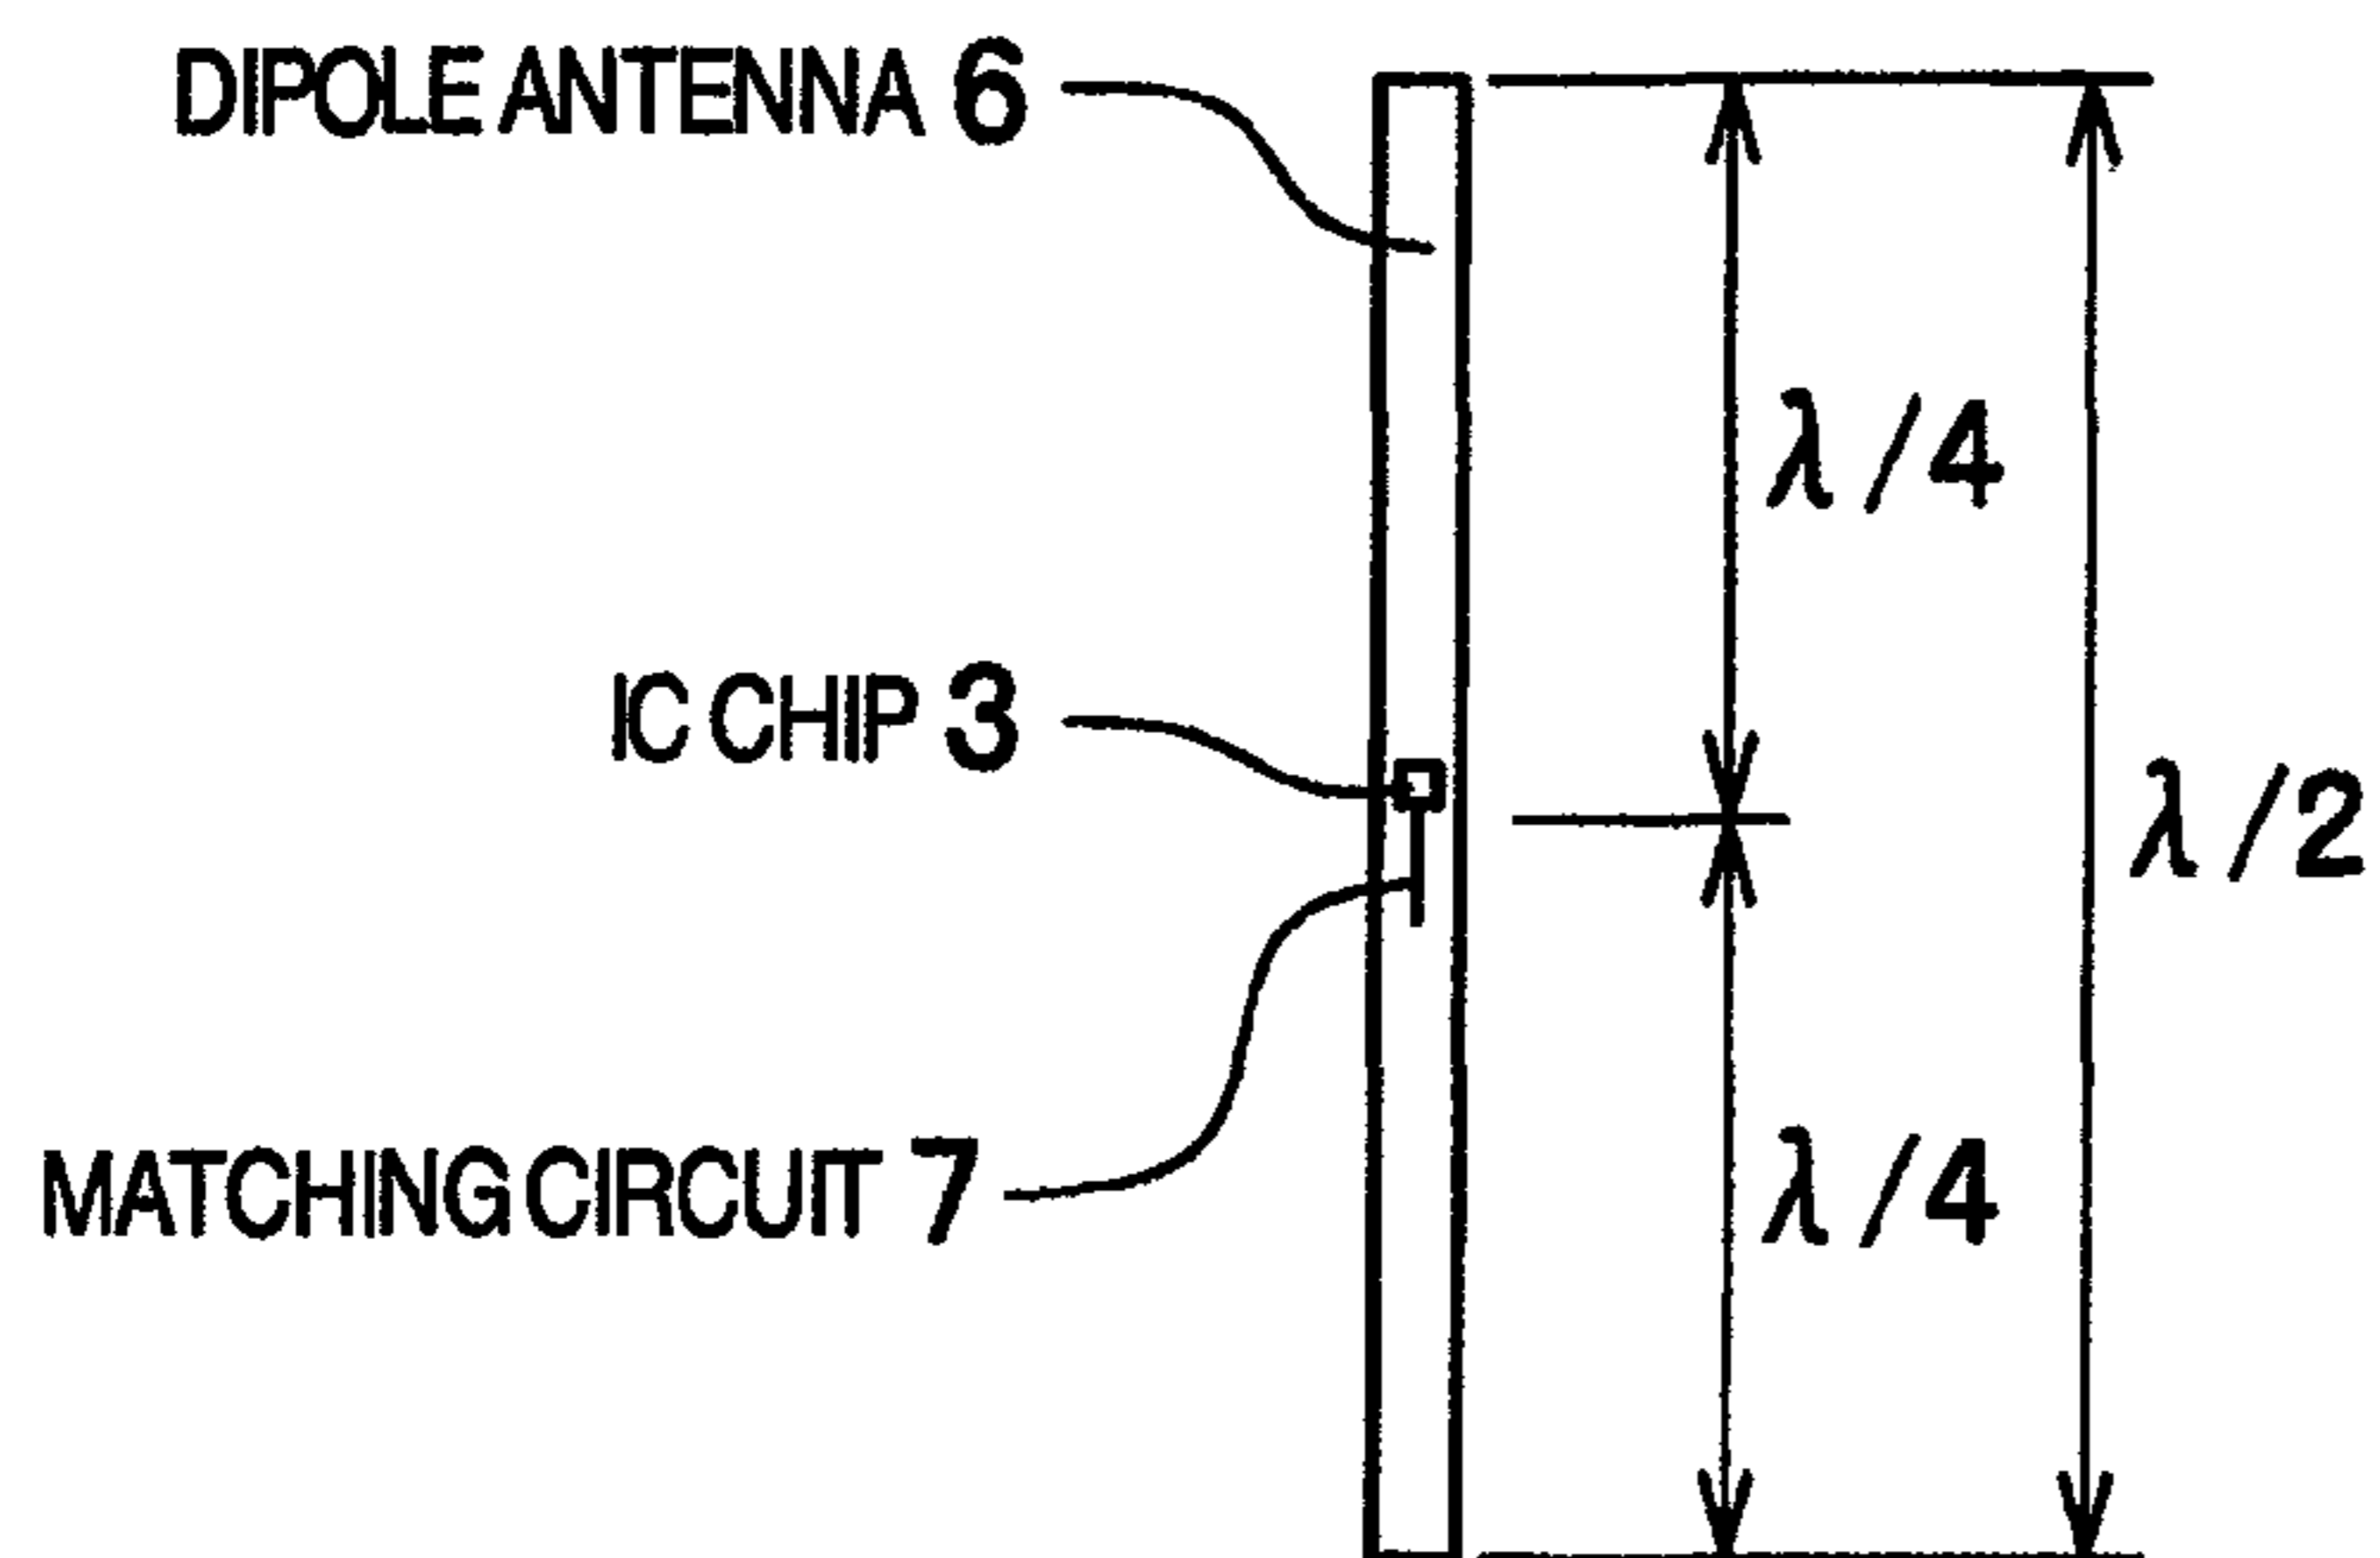 DIPOLE ANTENNA 6
λ/4
IC CHIP 3
λ/2
MATCHING CIRCUIT 7
λ/4